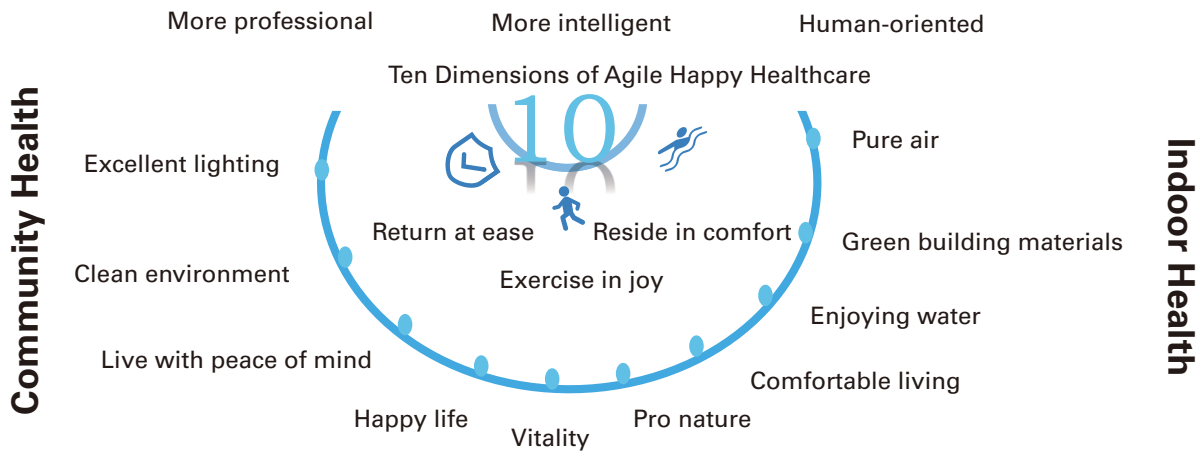 More professional
More intelligent
Human-oriented
Ten Dimensions of Agile Happy Healthcare
10
Community Health
Excellent lighting
Clean environment
Live with peace of mind
Happy life
Vitality
Pro nature
Comfortable living
Enjoying water
Green building materials
Pure air
Return at ease
Reside in comfort
Exercise in joy
Indoor Health